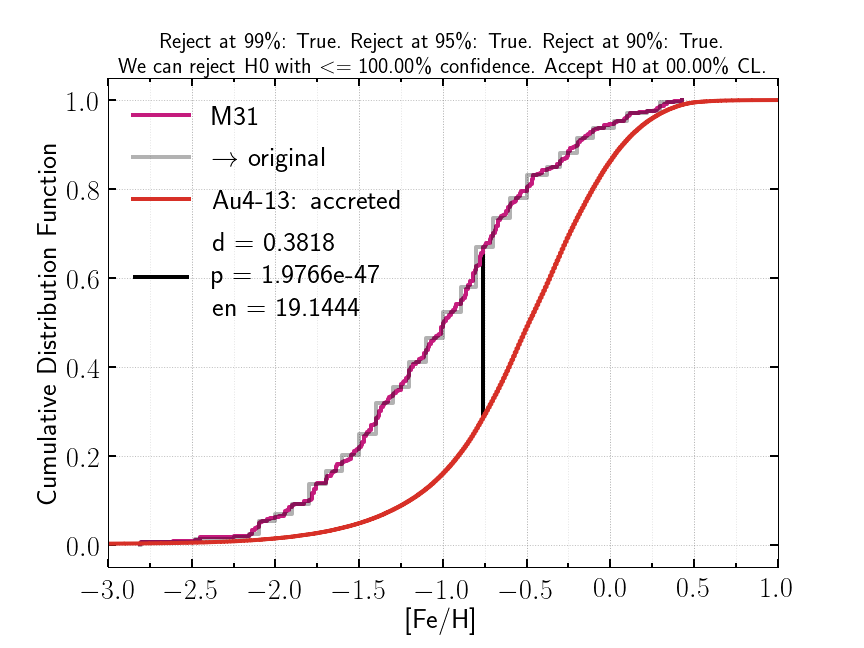 Reject at 99%: True. Reject at 95%: True. Reject at 90%: True.
We can reject H0 with <= 100.00% confidence. Accept H0 at 00.00% CL.
M31
→ original
Au4-13: accreted
d = 0.3818
p = 1.9766e-47
en = 19.1444
Cumulative Distribution Function
1.0
0.8
0.6
0.4
0.2
0.0
−3.0 −2.5 −2.0 −1.5 −1.0 −0.5 0.0 0.5 1.0
[Fe/H]